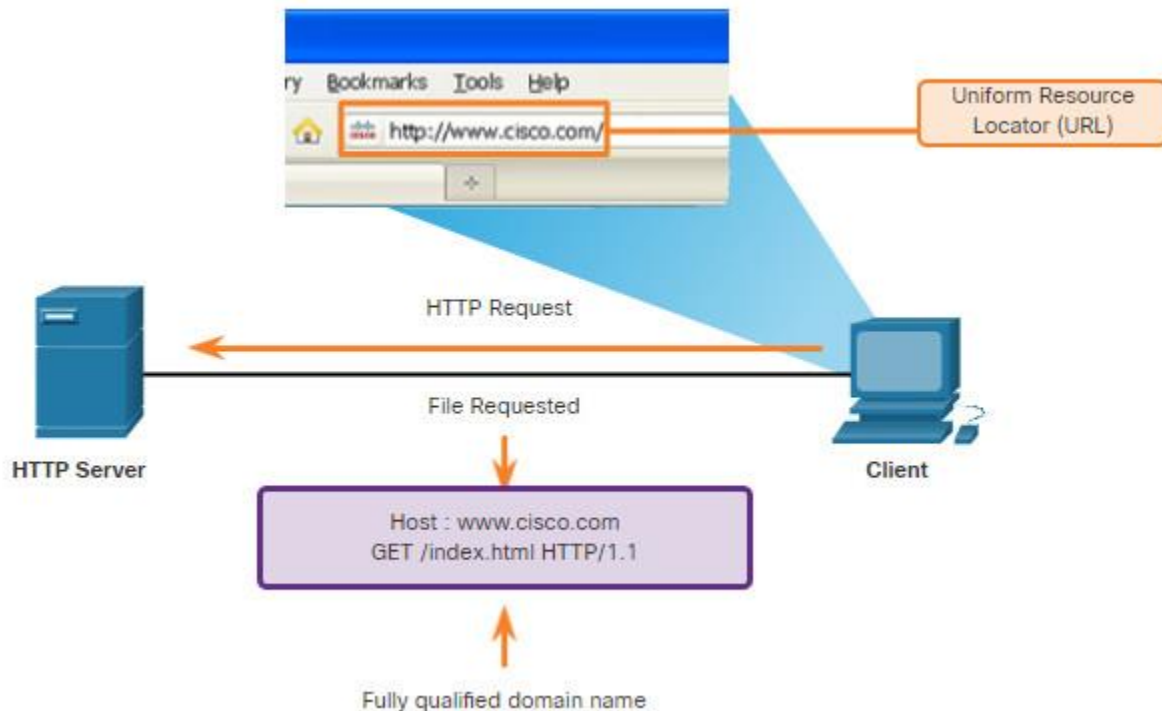 ry Bookmarks Tools Help
http://www.cisco.com/
Uniform Resource
Locator (URL)
HTTP Request
File Requested
HTTP Server
Client
Host : www.cisco.com
GET /index.html HTTP/1.1
Fully qualified domain name